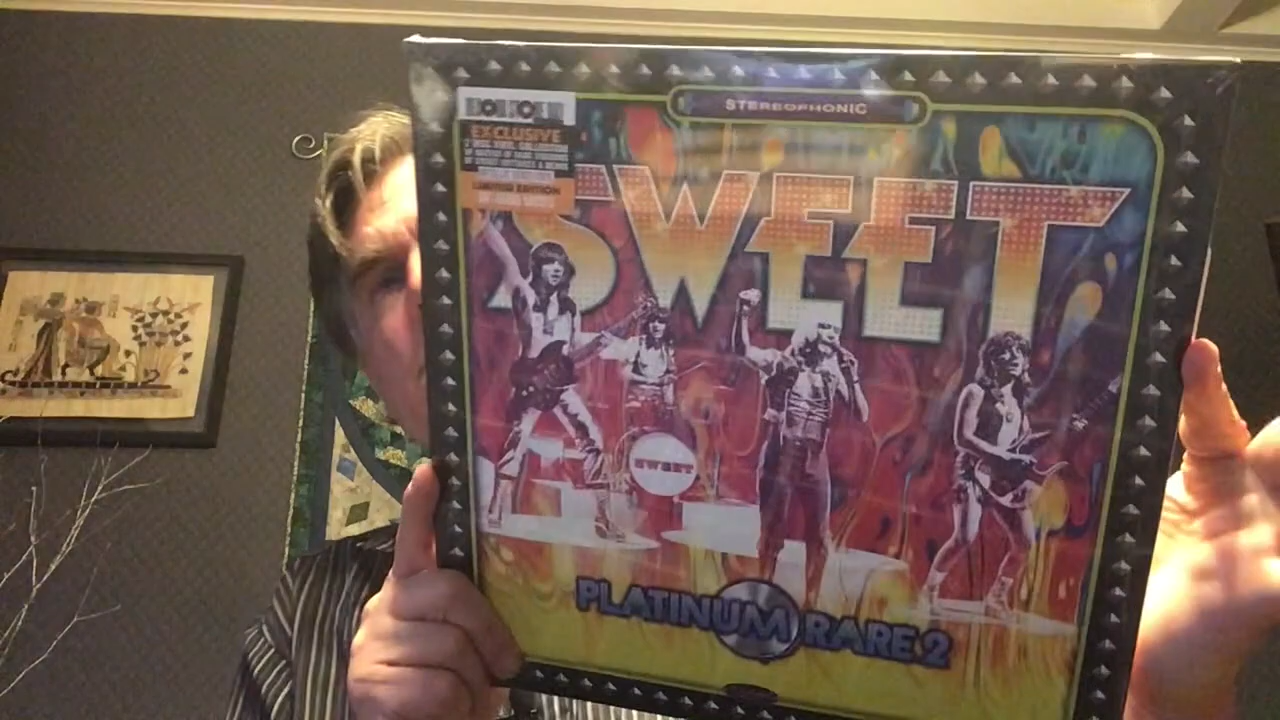 STEREOPHONIC
EXCLUSIVE
LIMITED EDITION
SWEET
SWEET
PLATINUM RARE 2